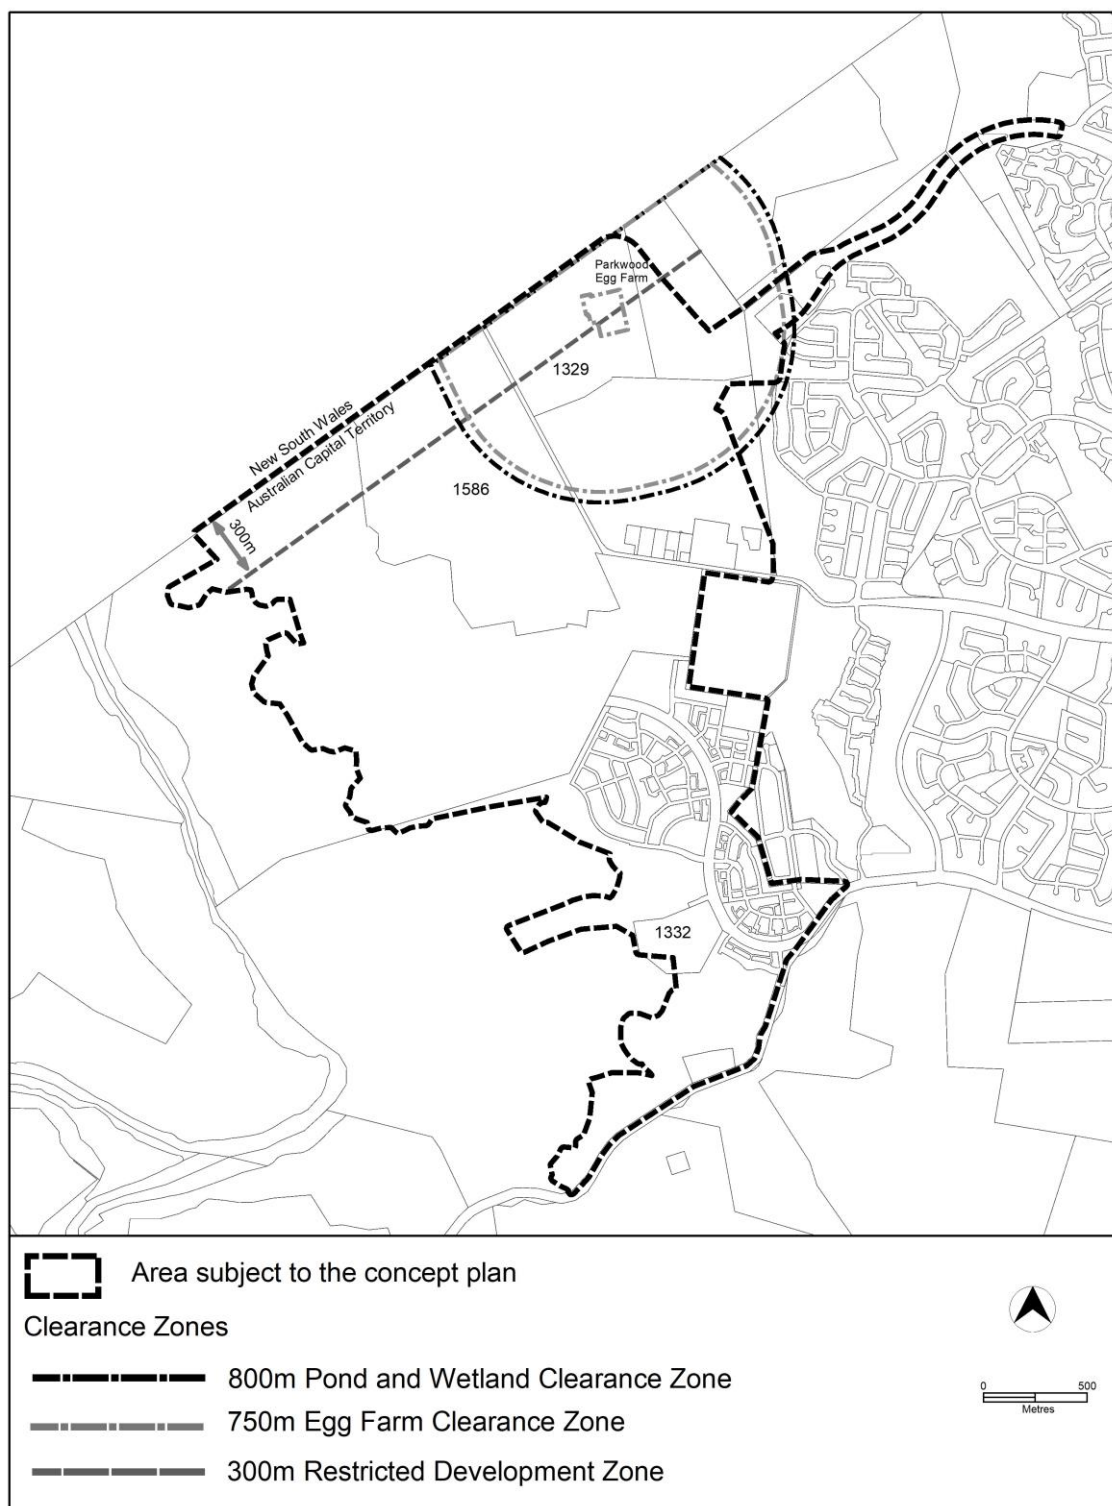 Parkwood
Egg Farm
1329
New South Wales
Australian Capital Territory
1586
300m
1332
Area subject to the concept plan
Clearance Zones
800m Pond and Wetland Clearance Zone
750m Egg Farm Clearance Zone
300m Restricted Development Zone
0 500
Metres